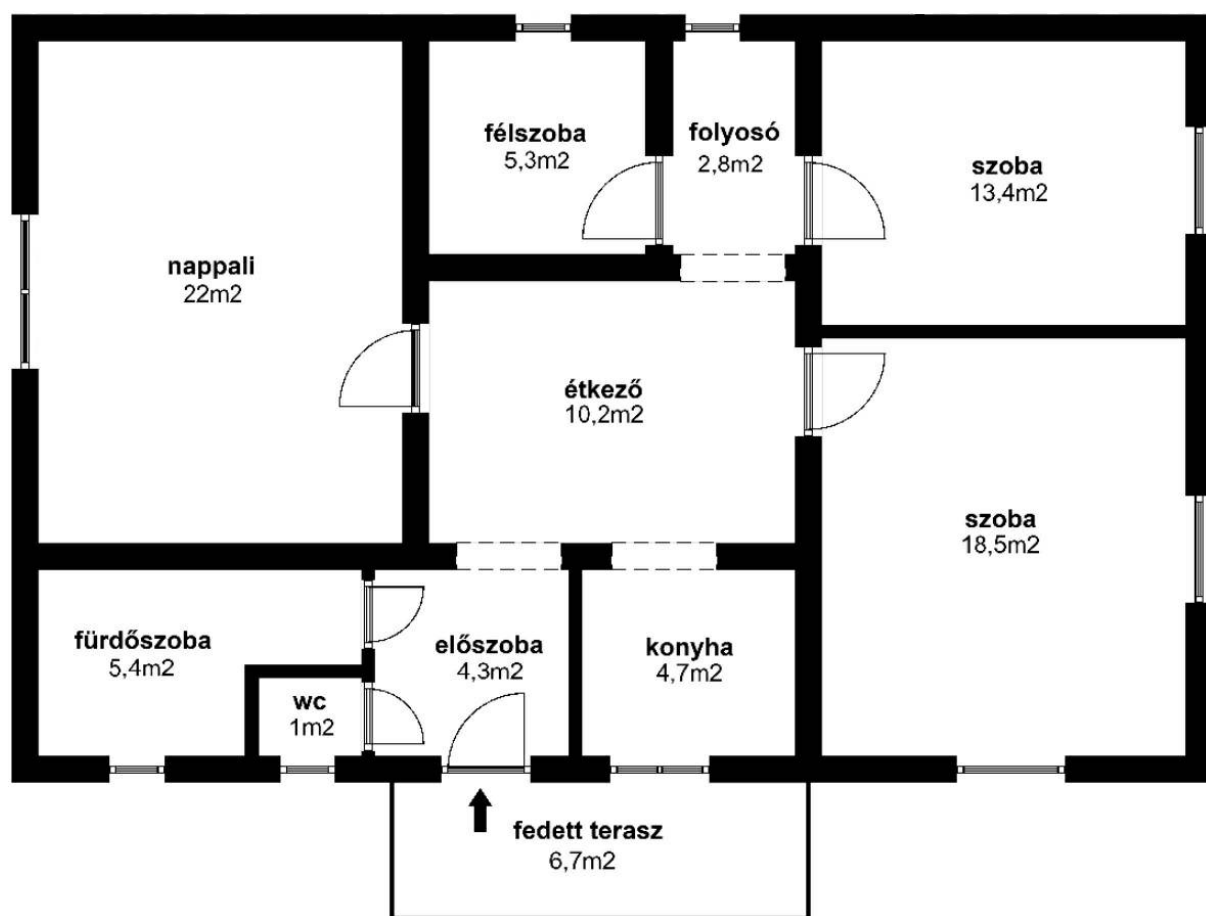 félszoba
5,3m2
folyosó
2,8m2
szoba
13,4m2
nappali
22m2
étkező
10,2m2
szoba
18,5m2
fürdőszoba
5,4m2
wc
1m2
előszoba
4,3m2
konyha
4,7m2
fedett terasz
6,7m2